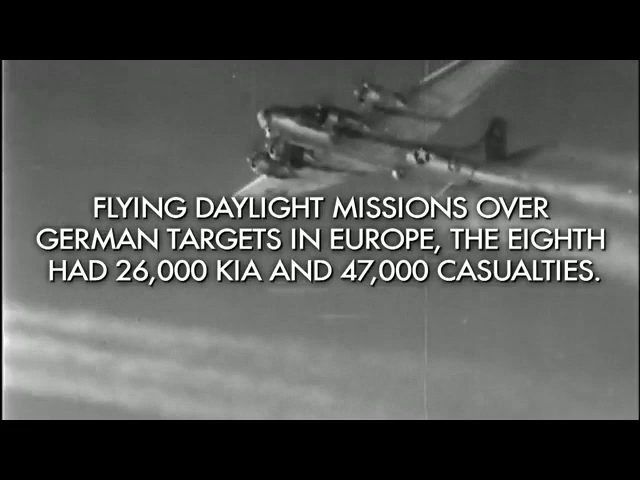 FLYING DAYLIGHT MISSIONS OVER
GERMAN TARGETS IN EUROPE, THE EIGHTH
HAD 26,000 KIA AND 47,000 CASUALTIES.